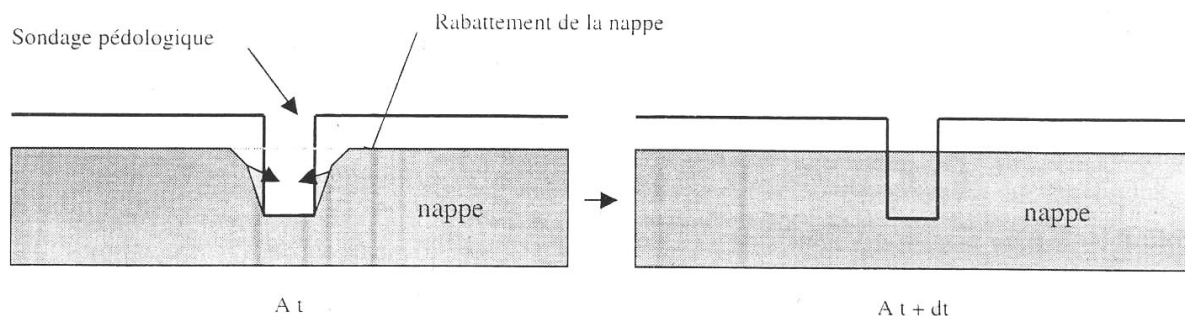 Sondage pédologique
Rabattement de la nappe
nappe
nappe
A t
A t + dt